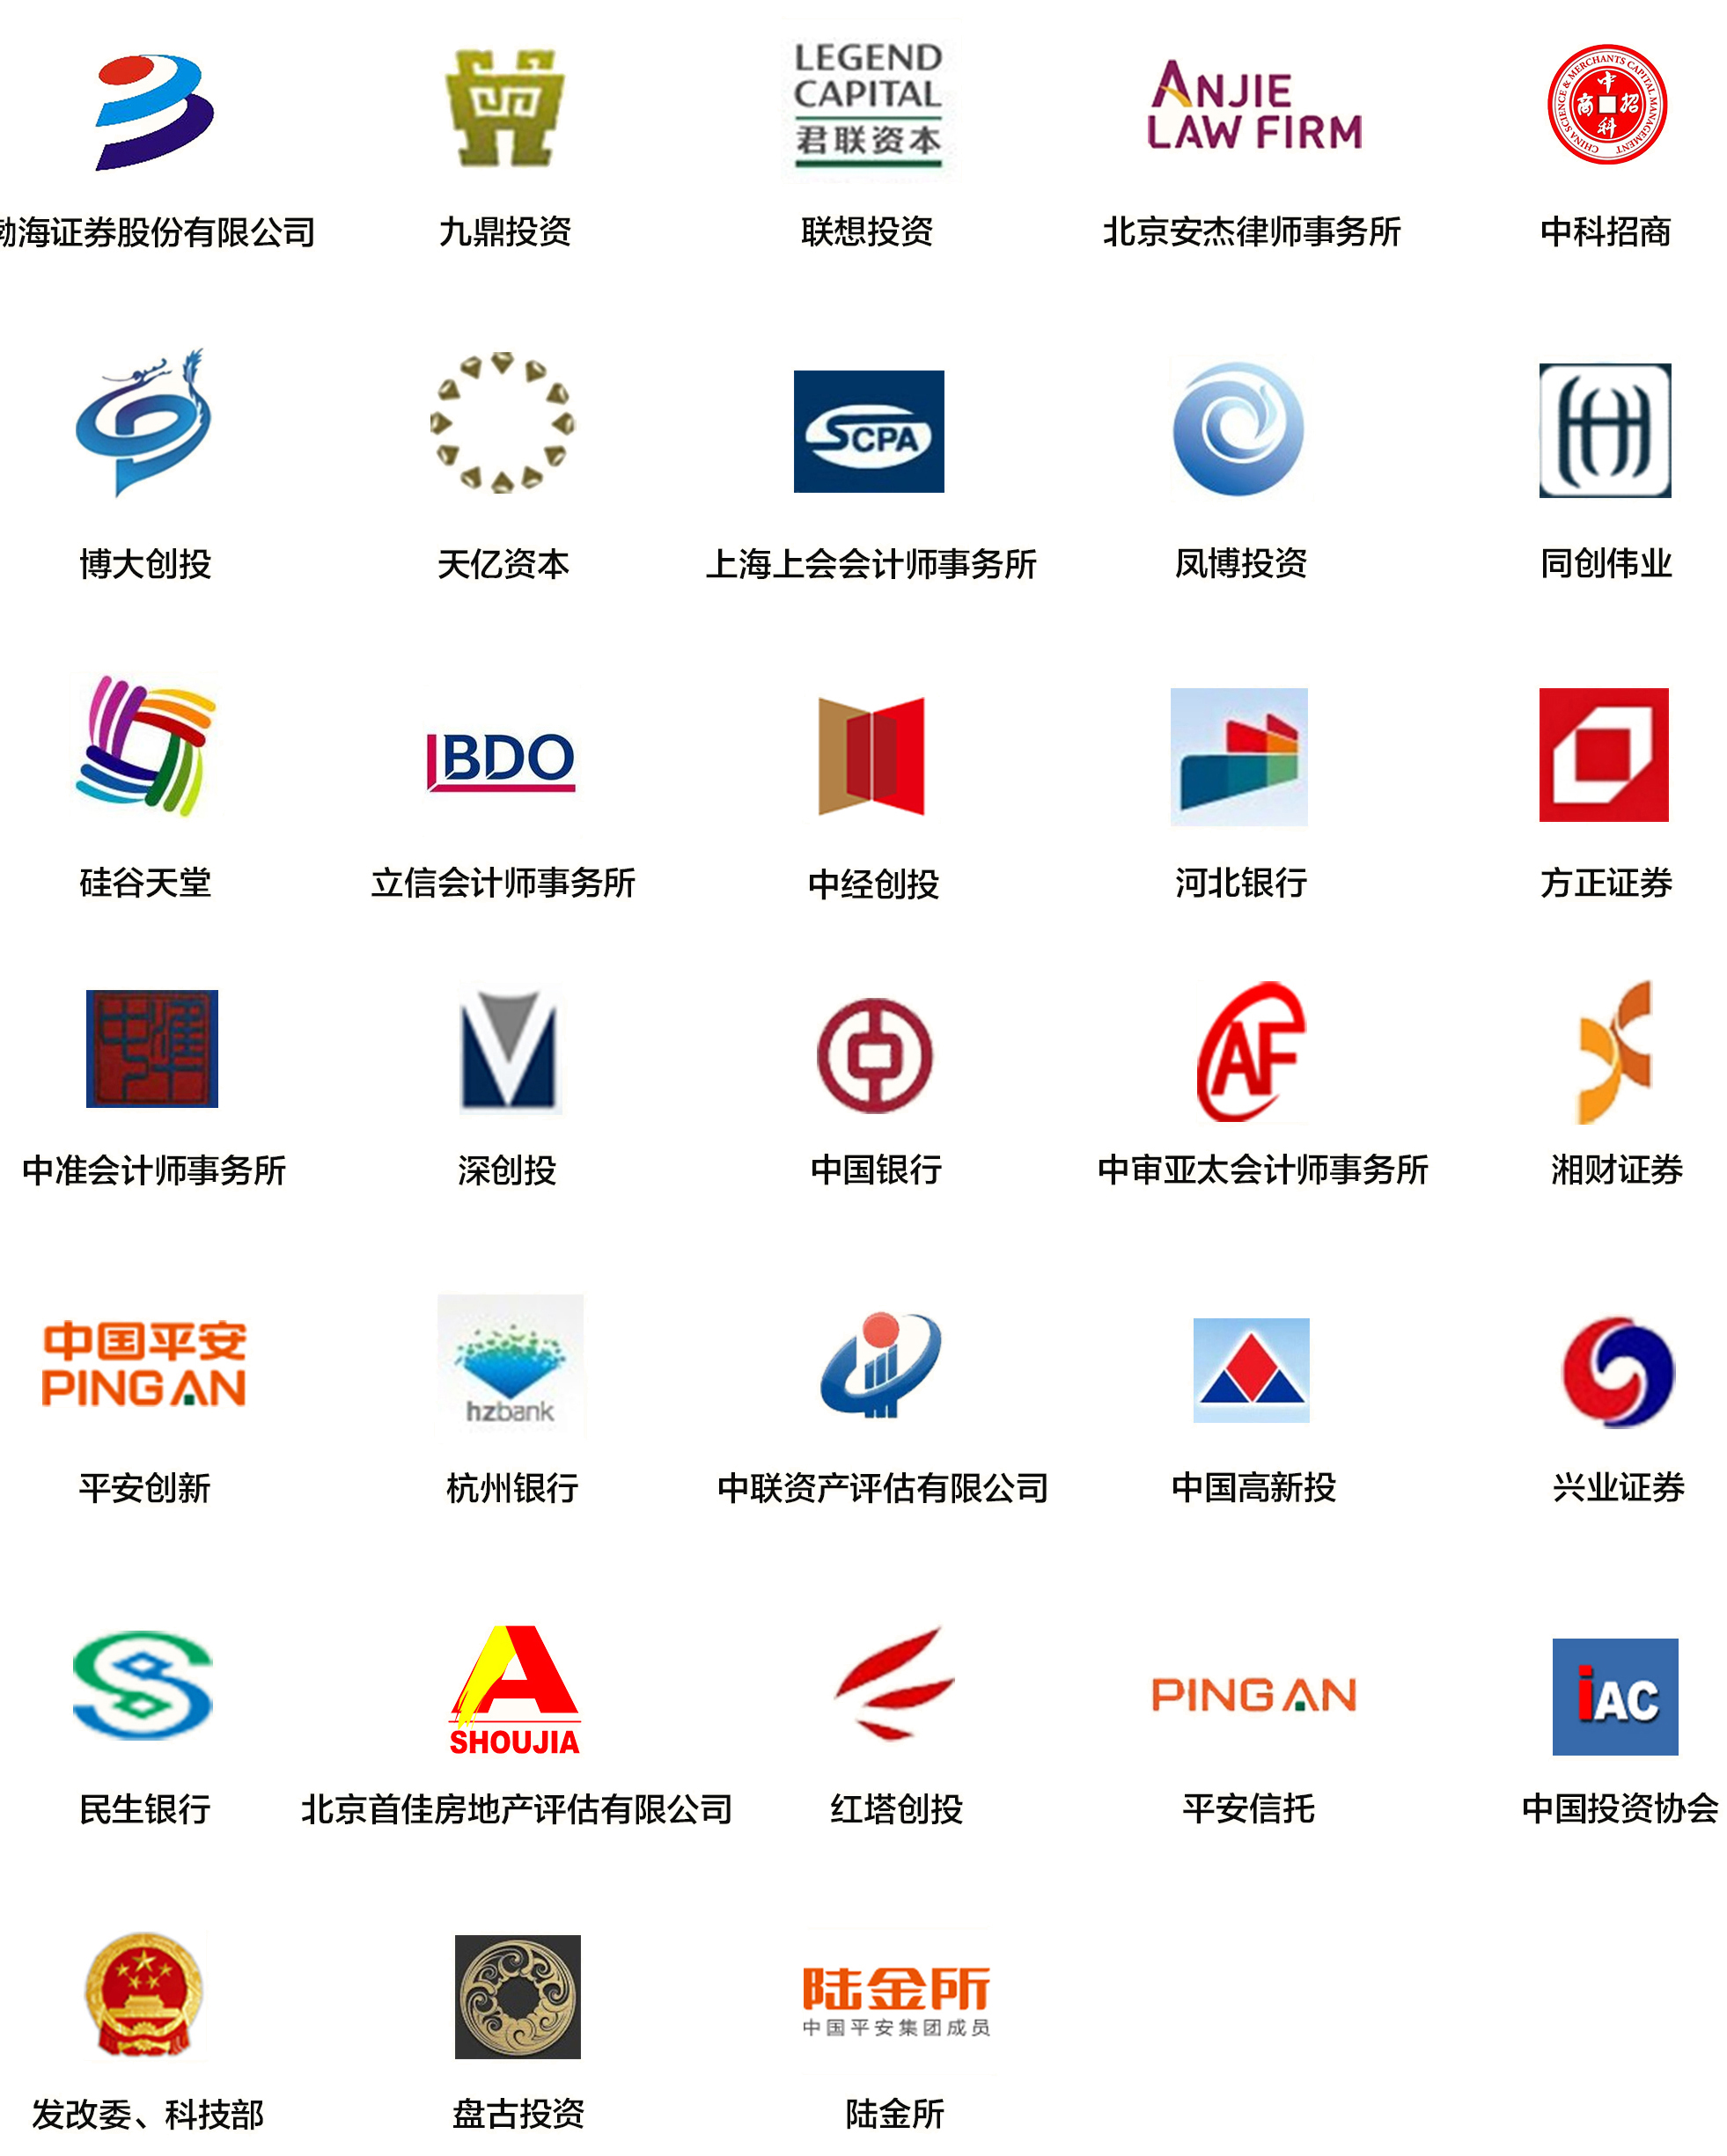 LEGEND
CAPITAL
君联资本
ANJIE
LAW FIRM
CHINA SCIENCE & MERCHANTS CAPITAL MANAGEMENT
中
商 招
科
渤海证券股份有限公司
九鼎投资
联想投资
北京安杰律师事务所
中科招商
SCPA
博大创投
天亿资本
上海上会会计师事务所
凤博投资
同创伟业
BDO
硅谷天堂
立信会计师事务所
中经创投
河北银行
方正证券
中准
AF
中准会计师事务所
深创投
中国银行
中审亚太会计师事务所
湘财证券
中国平安
PING AN
hzbank
平安创新
杭州银行
中联资产评估有限公司
中国高新投
兴业证券
SHOUJIA
PING AN
iAC
民生银行
北京首佳房地产评估有限公司
红塔创投
平安信托
中国投资协会
陆金所
中国平安集团成员
发改委、科技部
盘古投资
陆金所